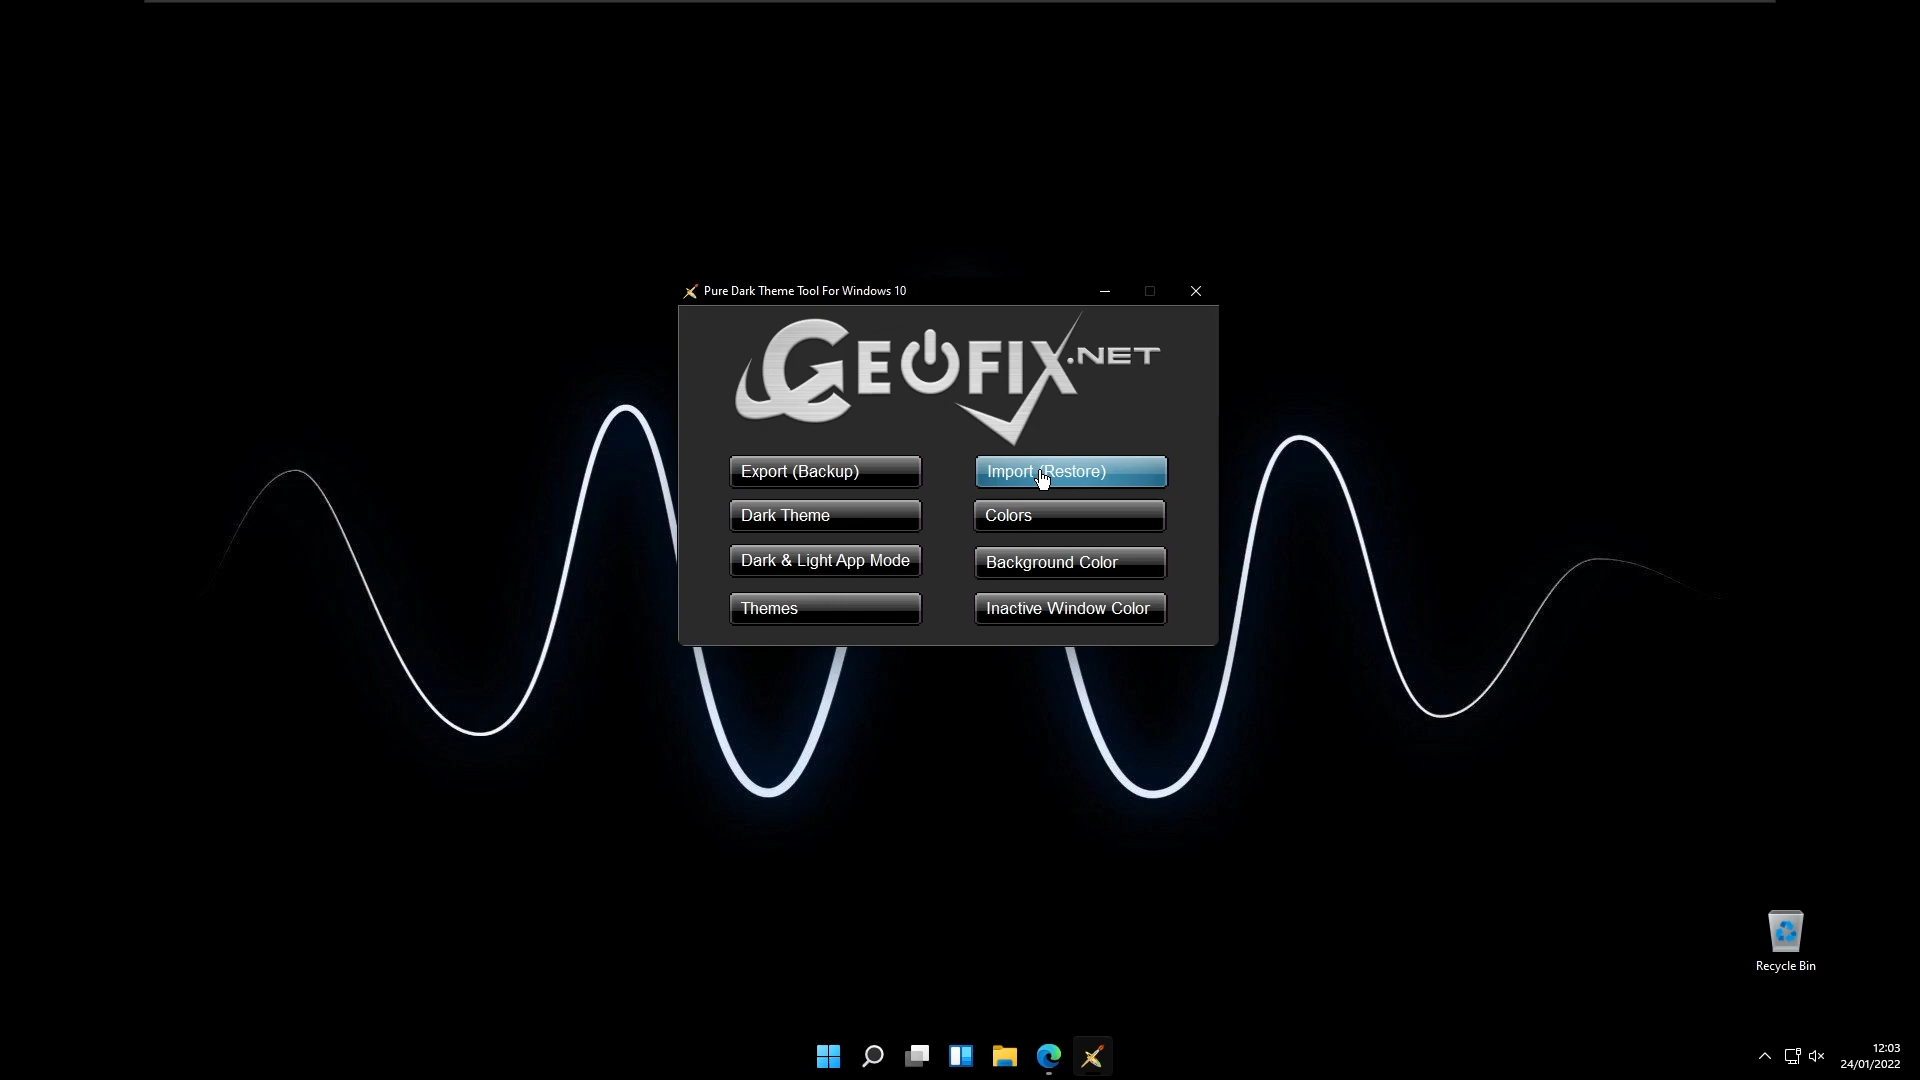 Pure Dark Theme Tool For Windows 10
GEOFIX.NET
Export (Backup)
Import (Restore)
Dark Theme
Colors
Dark & Light App Mode
Background Color
Themes
Inactive Window Color
Recycle Bin
12:03
24/01/2022